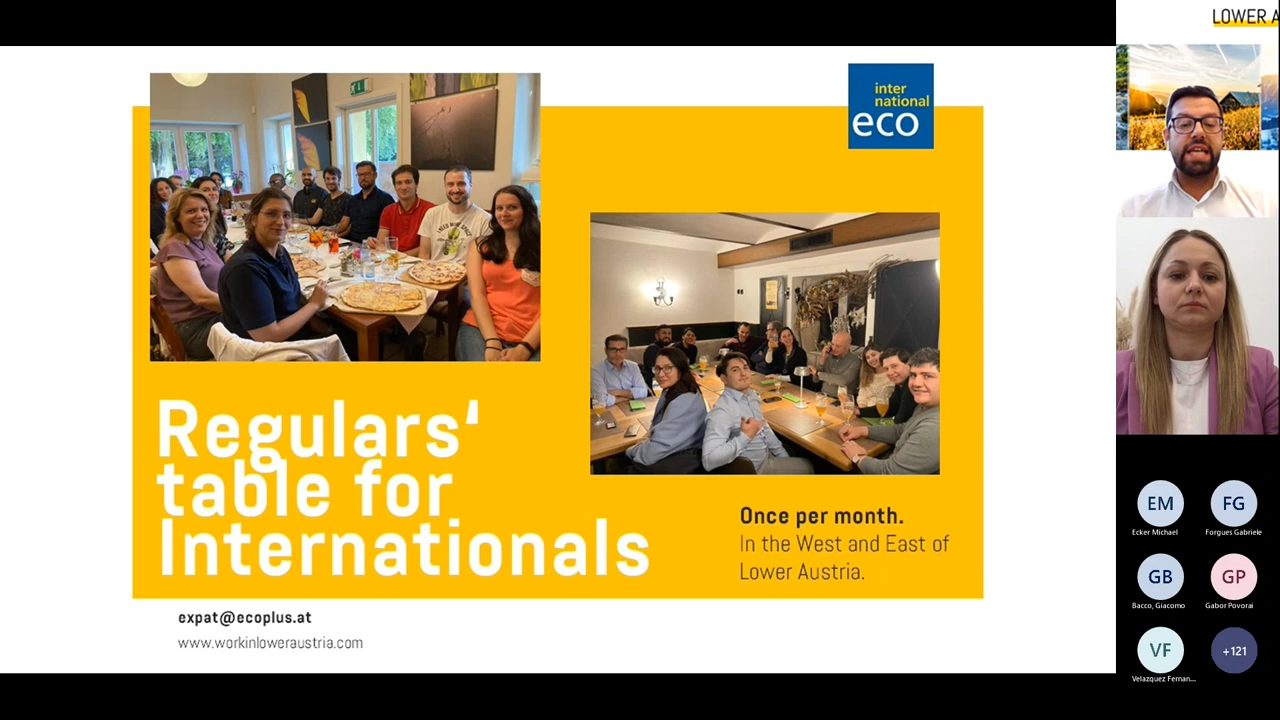 LOWER A
inter
national
eco
Regulars‘
table for
Internationals
Once per month.
In the West and East of
Lower Austria.
expat@ecoplus.at
www.workinloweraustria.com
EM
FG
Ecker Michael
Forgues Gabriele
GB
GP
Bacco, Giacomo
Gabor Povorai
VF
+121
Velazquez Fernan...